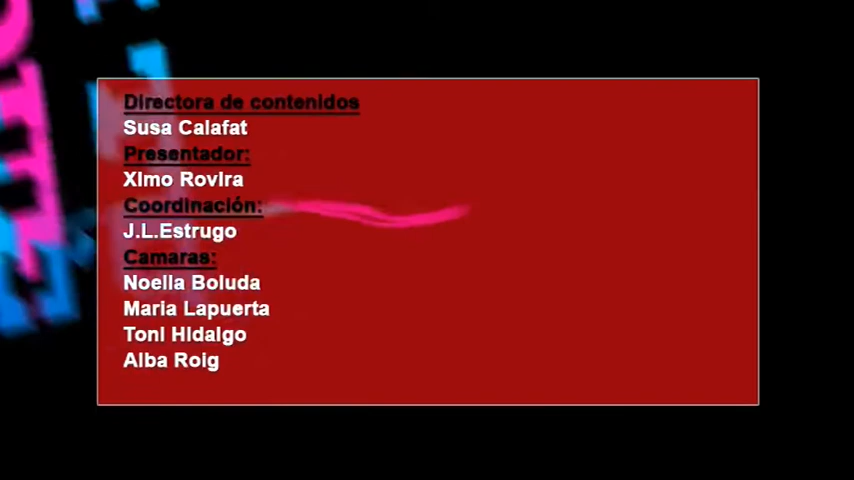 Directora de contenidos
Susa Calafat
Presentador:
Ximo Rovira
Coordinación:
J.L.Estrugo
Camaras:
Noelia Boluda
Maria Lapuerta
Toni Hidalgo
Alba Roig